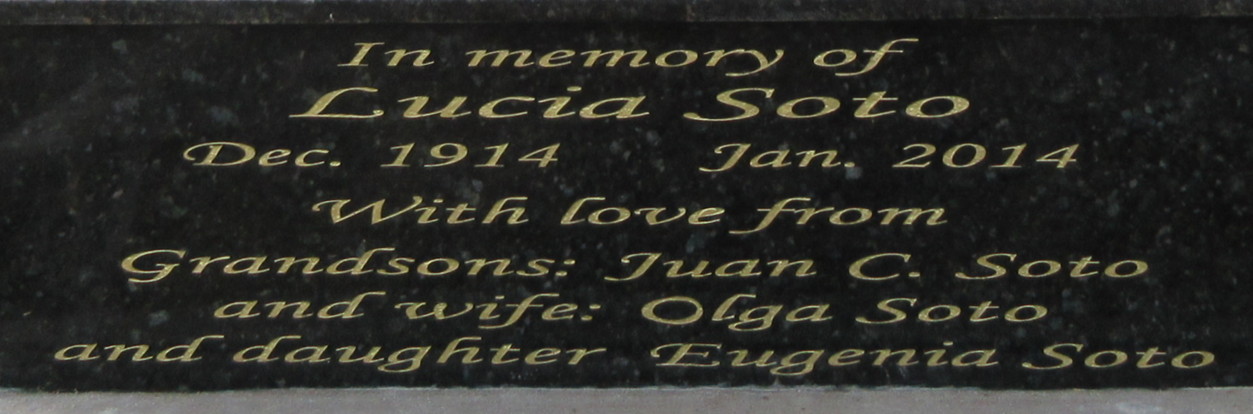 In memory of
Lucia Soto
Dec. 1914 Jan. 2014
With love from
Grandsons: Juan C. Soto
and wife: Olga Soto
and daughter Eugenia Soto